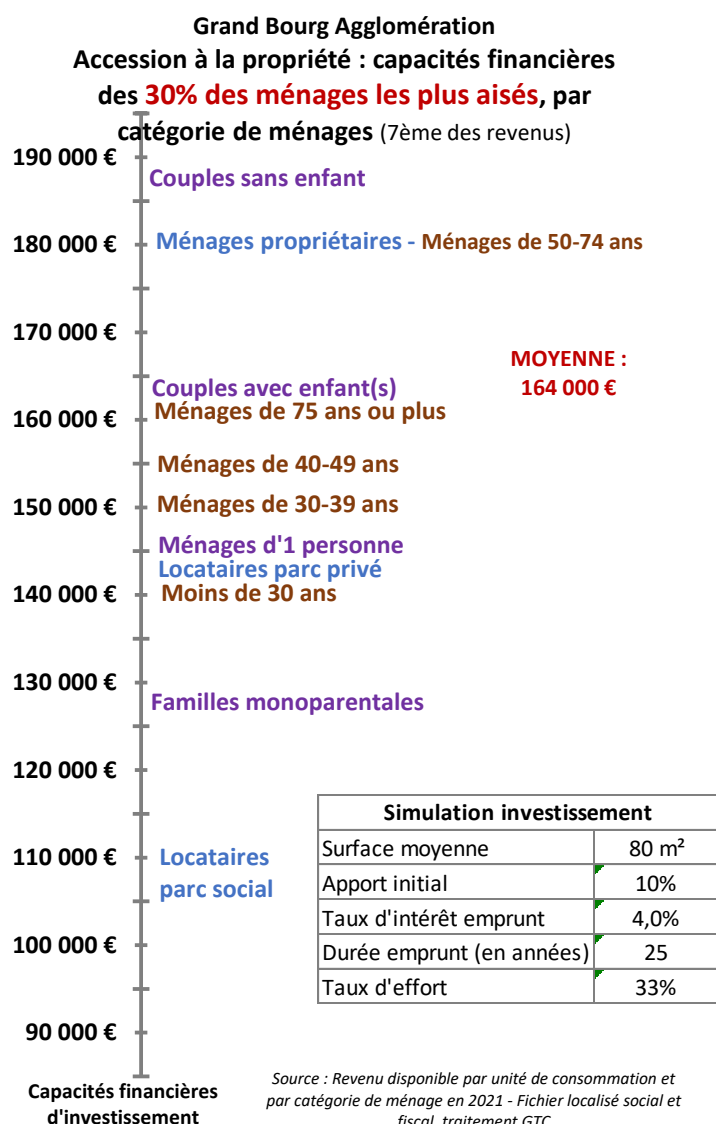 Grand Bourg Agglomération
Accession à la propriété : capacités financières
des 30% des ménages les plus aisés, par
catégorie de ménages (7ème des revenus)
190 000 €
Couples sans enfant
180 000 €
Ménages propriétaires - Ménages de 50-74 ans
170 000 €
MOYENNE :
164 000 €
Couples avec enfant(s)
Ménages de 75 ans ou plus
160 000 €
Ménages de 40-49 ans
150 000 €
Ménages de 30-39 ans
Ménages d'1 personne
Locataires parc privé
140 000 €
Moins de 30 ans
130 000 €
Familles monoparentales
120 000 €
110 000 €
Locataires
parc social
100 000 €
90 000 €
Simulation investissement
Surface moyenne 80 m²
Apport initial 10%
Taux d'intérêt emprunt 4,0%
Durée emprunt (en années) 25
Taux d'effort 33%
Capacités financières
d'investissement
Source : Revenu disponible par unité de consommation et
par catégorie de ménage en 2021 - Fichier localisé social et
fiscal, traitement GTC